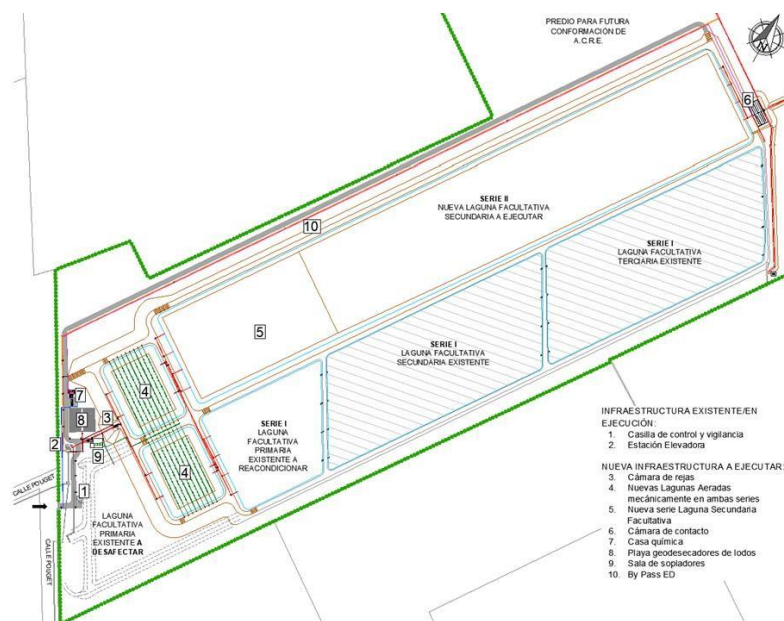 PREDIO PARA FUTURA
CONFORMACIÓN DE
A.C.R.E.
6
SERIE II
NUEVA LAGUNA FACULTATIVA
SECUNDARIA A EJECUTAR
10
SERIE I
LAGUNA FACULTATIVA
TERCIARIA EXISTENTE
5
SERIE I
LAGUNA FACULTATIVA
SECUNDARIA EXISTENTE
4
7
8
3
SERIE I
LAGUNA
FACULTATIVA
PRIMARIA
EXISTENTE A
REACONDICIONAR
2
9
4
CALLE POUGET
1
LAGUNA
FACULTATIVA
PRIMARIA
EXISTENTE A
DESAFECTAR
CALLE POUGET
INFRAESTRUCTURA EXISTENTE/EN
EJECUCIÓN:
1. Casilla de control y vigilancia
2. Estación Elevadora
NUEVA INFRAESTRUCTURA A EJECUTAR:
3. Cámara de rejas
4. Nuevas Lagunas Aeradas
mecánicamente en ambas series
5. Nueva serie Laguna Secundaria
Facultativa
6. Cámara de contacto
7. Casa química
8. Playa geodesecadores de lodos
9. Sala de sopladores
10. By Pass ED